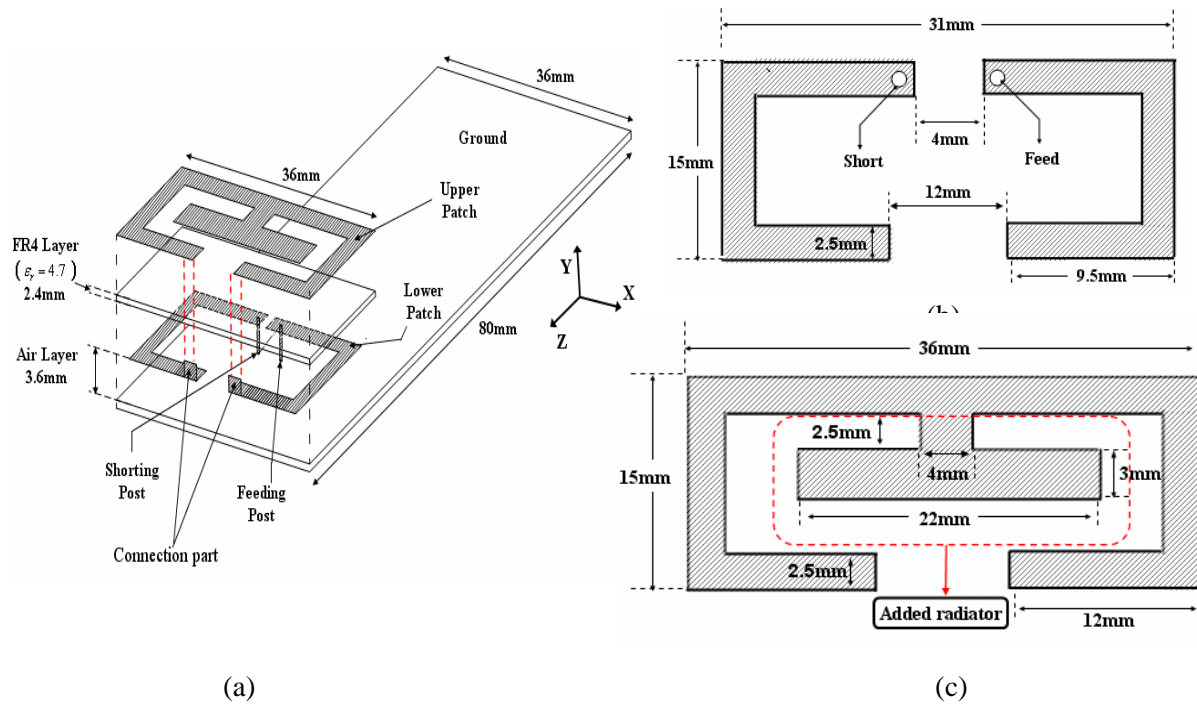 36mm
Ground
36mm
Upper
Patch
FR4 Layer
(εr = 4.7)
2.4mm
Lower
Patch
Y
X
Z
80mm
Air Layer
3.6mm
Shorting
Post
Feeding
Post
Connection part
(a)
31mm
4mm
Short
Feed
15mm
12mm
2.5mm
9.5mm
36mm
2.5mm
4mm
3mm
15mm
22mm
2.5mm
Added radiator
12mm
(c)